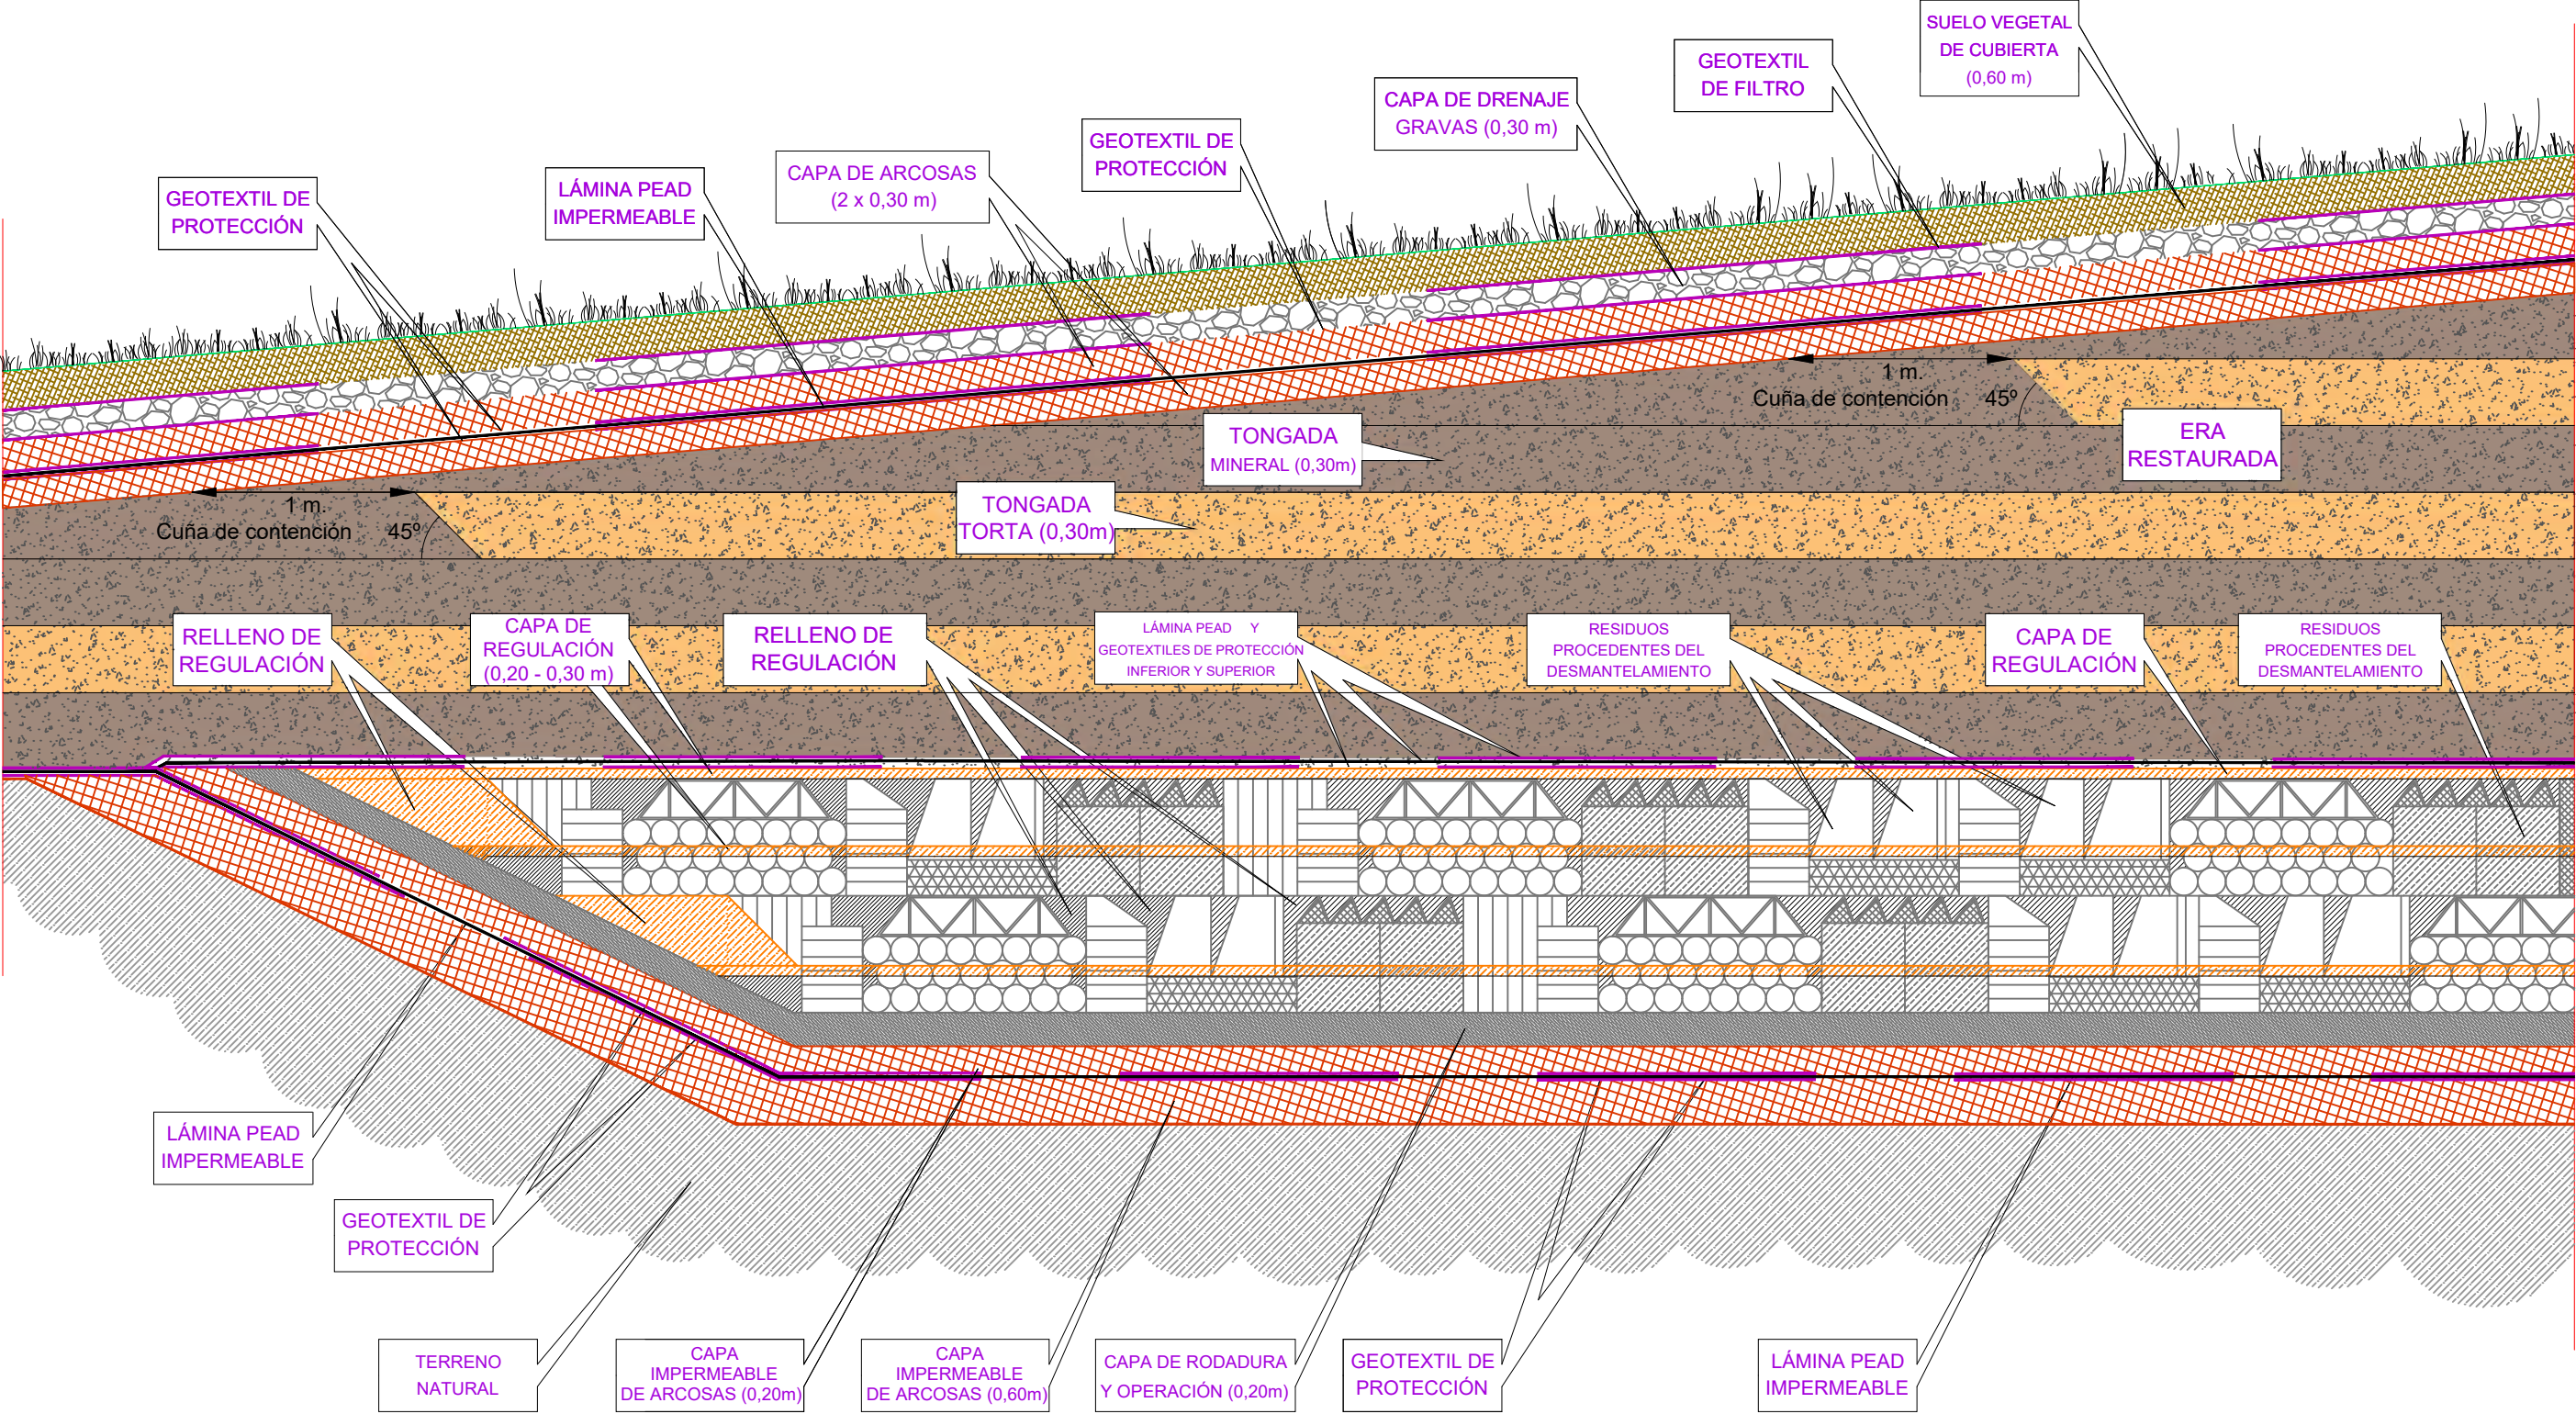 SUELO VEGETAL
DE CUBIERTA
(0,60 m)
GEOTEXTIL
DE FILTRO
CAPA DE DRENAJE
GRAVAS (0,30 m)
GEOTEXTIL DE
PROTECCIÓN
CAPA DE ARCOSAS
(2 x 0,30 m)
LÁMINA PEAD
IMPERMEABLE
GEOTEXTIL DE
PROTECCIÓN
1 m.
Cuña de contención
45º
ERA
RESTAURADA
TONGADA
MINERAL (0,30m)
TONGADA
TORTA (0,30m)
1 m.
Cuña de contención
45º
RELLENO DE
REGULACIÓN
CAPA DE
REGULACIÓN
(0,20 - 0,30 m)
RELLENO DE
REGULACIÓN
LÁMINA PEAD Y
GEOTEXTILES DE PROTECCIÓN
INFERIOR Y SUPERIOR
RESIDUOS
PROCEDENTES DEL
DESMANTELAMIENTO
CAPA DE
REGULACIÓN
RESIDUOS
PROCEDENTES DEL
DESMANTELAMIENTO
LÁMINA PEAD
IMPERMEABLE
GEOTEXTIL DE
PROTECCIÓN
TERRENO
NATURAL
CAPA
IMPERMEABLE
DE ARCOSAS (0,20m)
CAPA
IMPERMEABLE
DE ARCOSAS (0,60m)
CAPA DE RODADURA
Y OPERACIÓN (0,20m)
GEOTEXTIL DE
PROTECCIÓN
LÁMINA PEAD
IMPERMEABLE